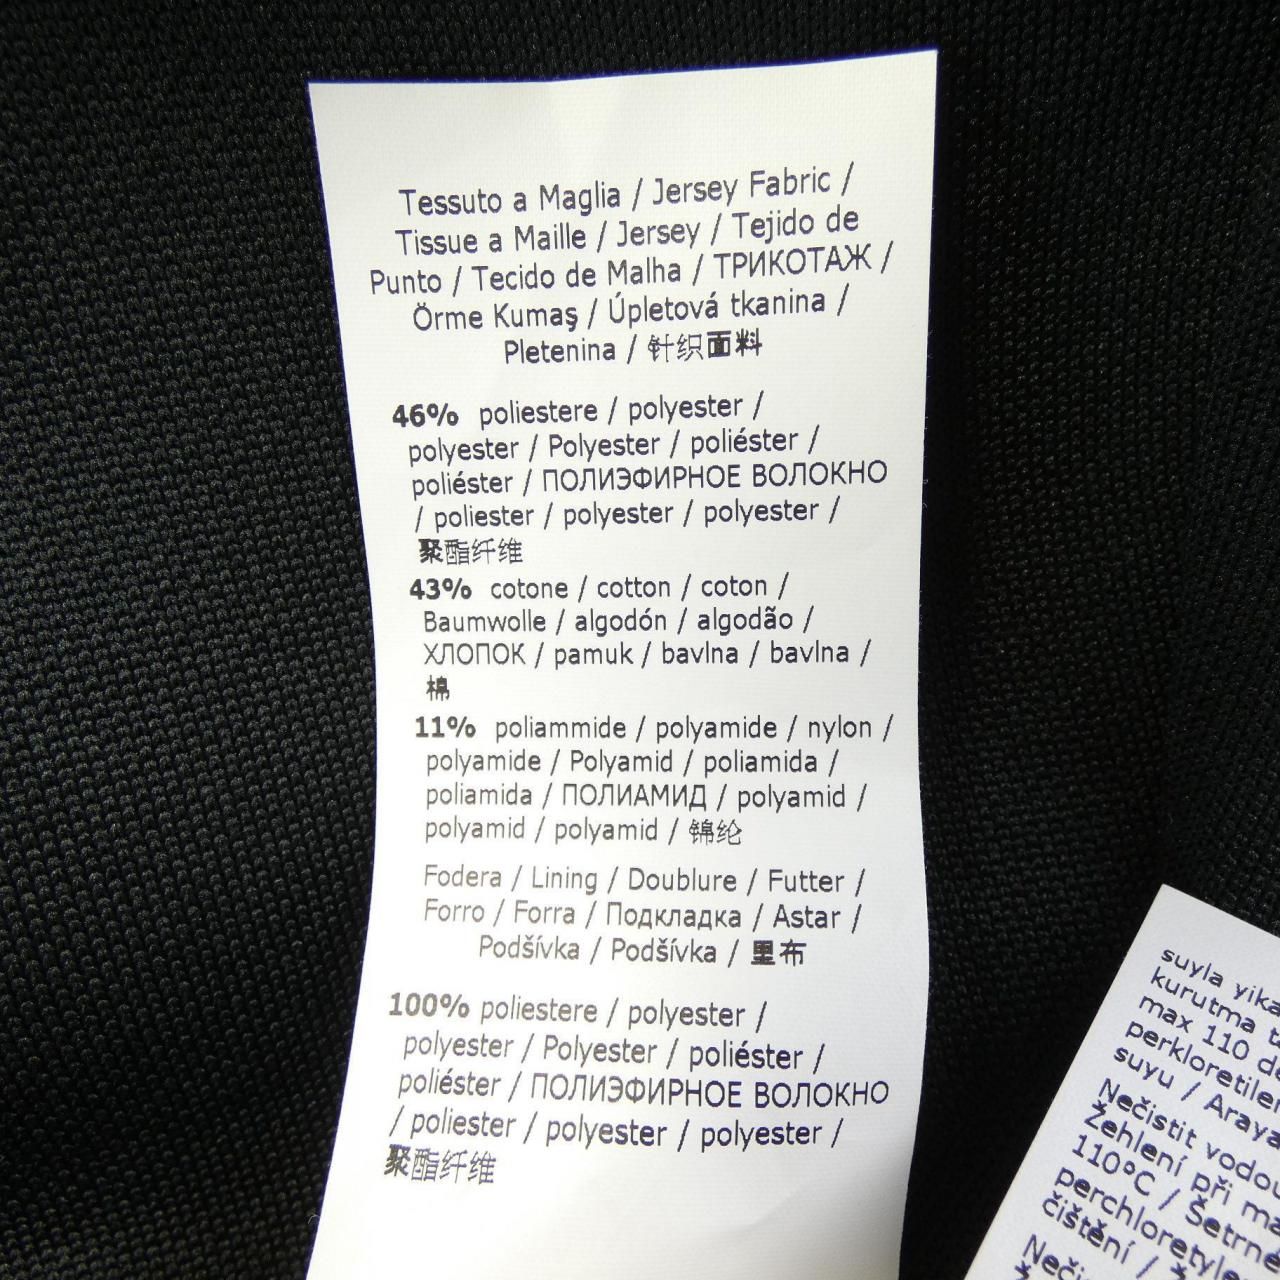 Tessuto a Maglia / Jersey Fabric /
Tissue a Maille / Jersey / Tejido de
Punto / Tecido de Malha / ТРИКОТАЖ /
Örme Kumaş / Úpletová tkanina /
Pletenina / 针织面料
46% poliestere / polyester /
polyester / Polyester / poliéster /
poliéster / ПОЛИЭФИРНОЕ ВОЛОКНО
/ poliester / polyester / polyester /
聚酯纤维
43% cotone / cotton / coton /
Baumwolle / algodón / algodão /
ХЛОПОК / pamuk / bavlna / bavlna /
棉
11% poliammide / polyamide / nylon /
polyamide / Polyamid / poliamida /
poliamida / ПОЛИАМИД / polyamid /
polyamid / polyamid / 锦纶
Fodera / Lining / Doublure / Futter /
Forro / Forra / Подкладка / Astar /
Podšívka / Podšívka / 里布
100% poliestere / polyester /
polyester / Polyester / poliéster /
poliéster / ПОЛИЭФИРНОЕ ВОЛОКНО
/ poliester / polyester / polyester /
聚酯纤维
suyla
kurutma
max 110
suyu /
Nečistit
Žehlení při
110°C / Šetrné
čištění /